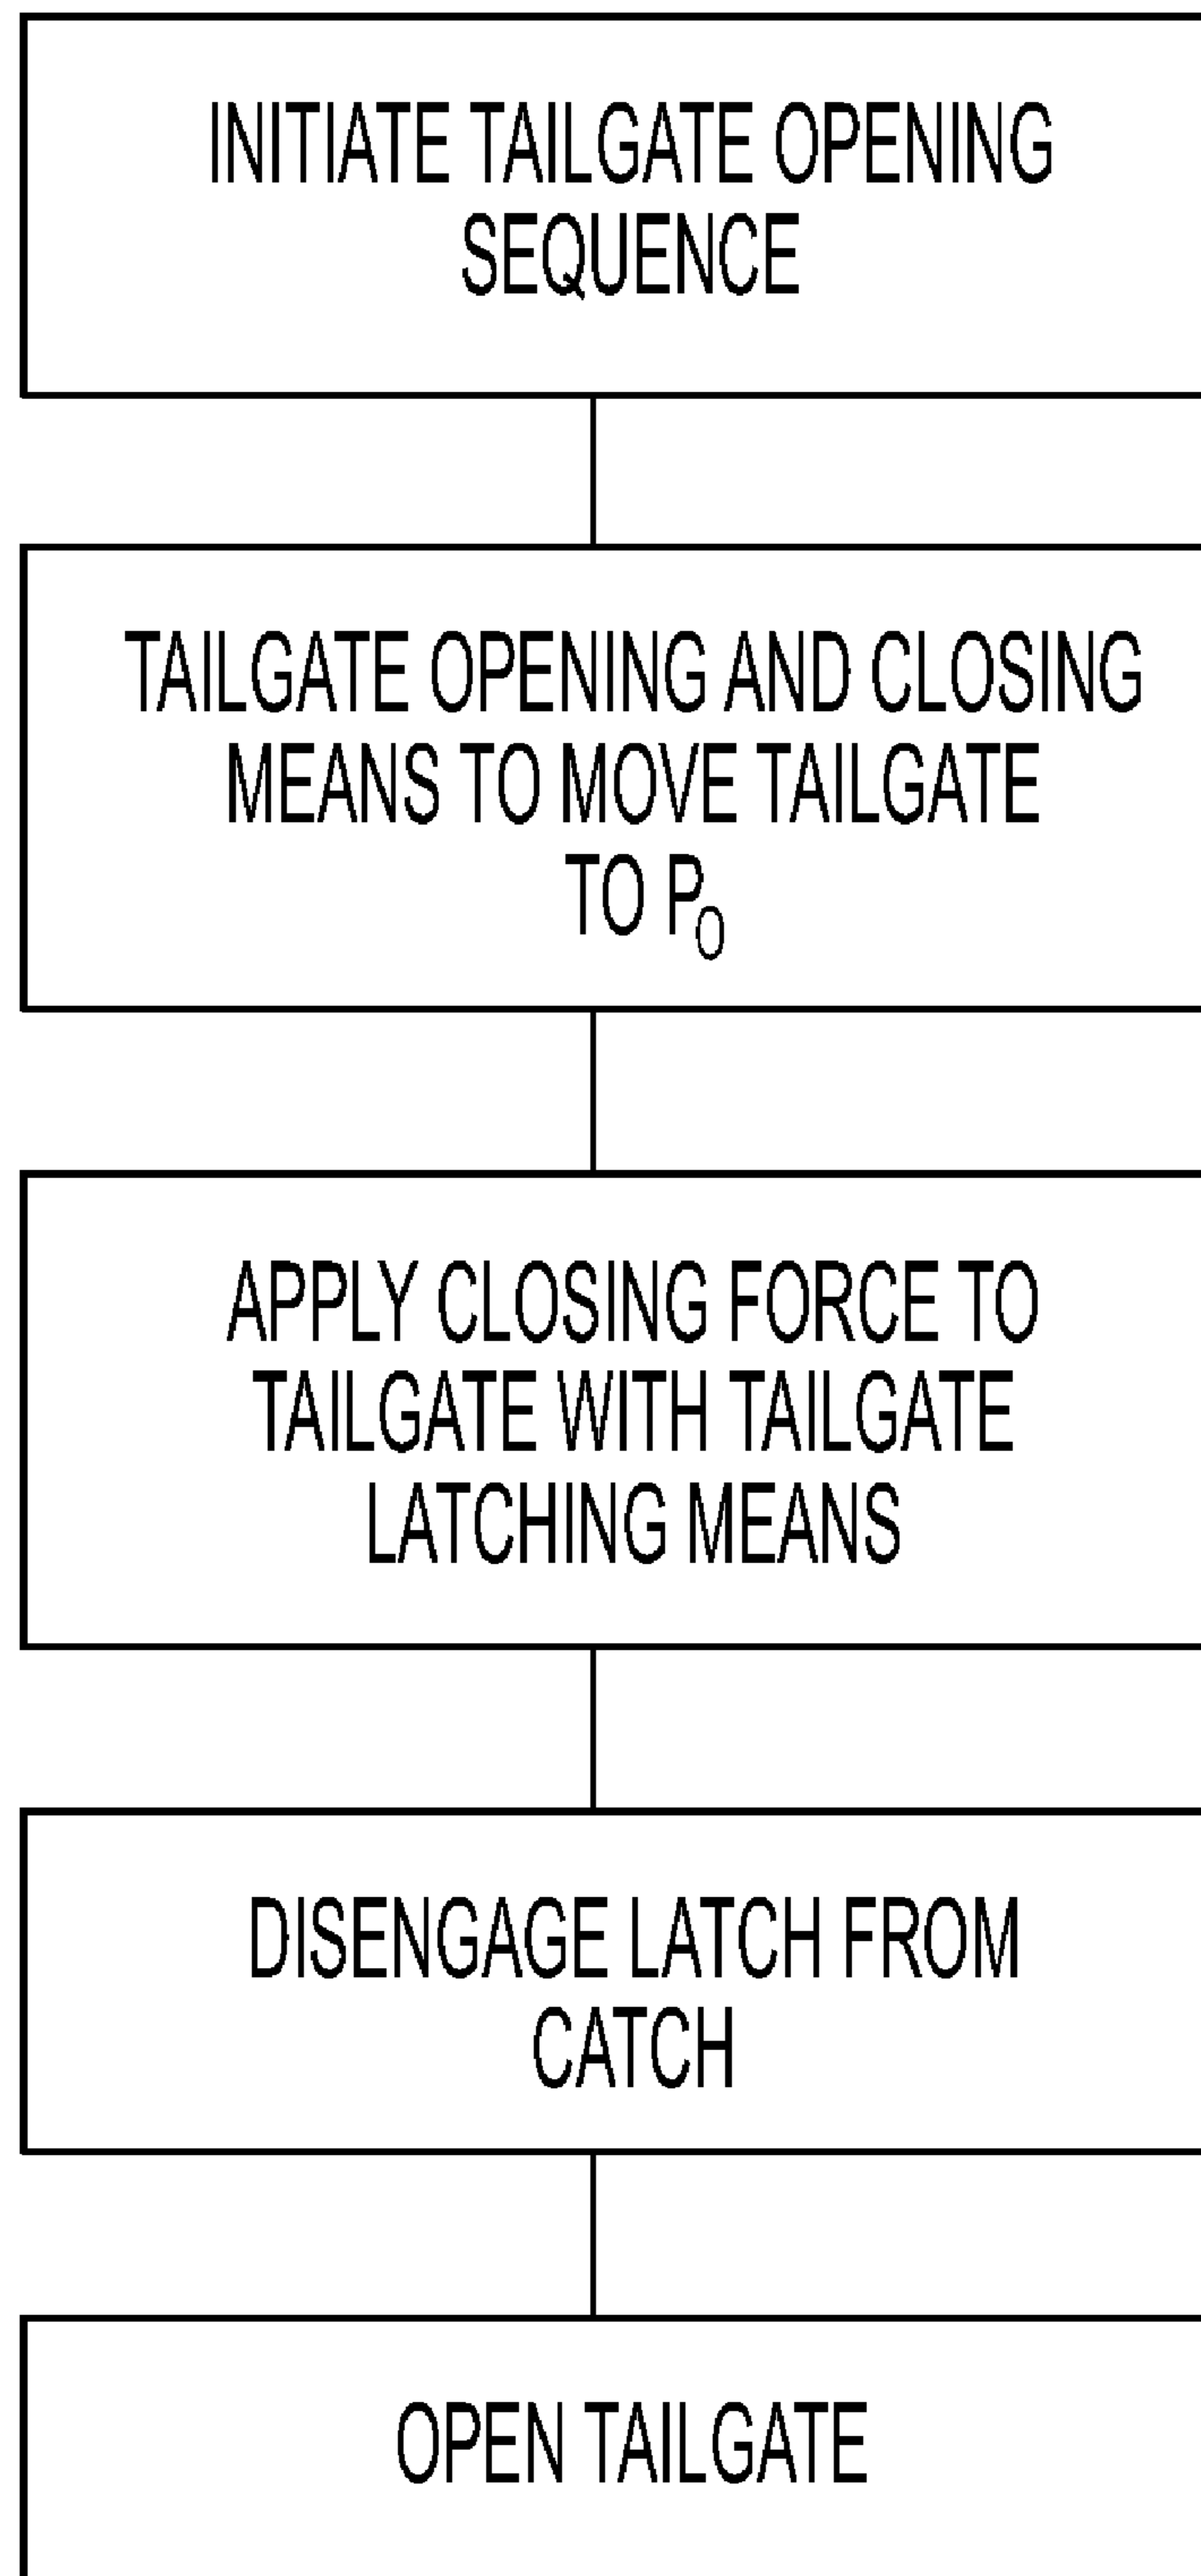 INITIATE TAILGATE OPENING
SEQUENCE
TAILGATE OPENING AND CLOSING
MEANS TO MOVE TAILGATE
TO PO
APPLY CLOSING FORCE TO
TAILGATE WITH TAILGATE
LATCHING MEANS
DISENGAGE LATCH FROM
CATCH
OPEN TAILGATE